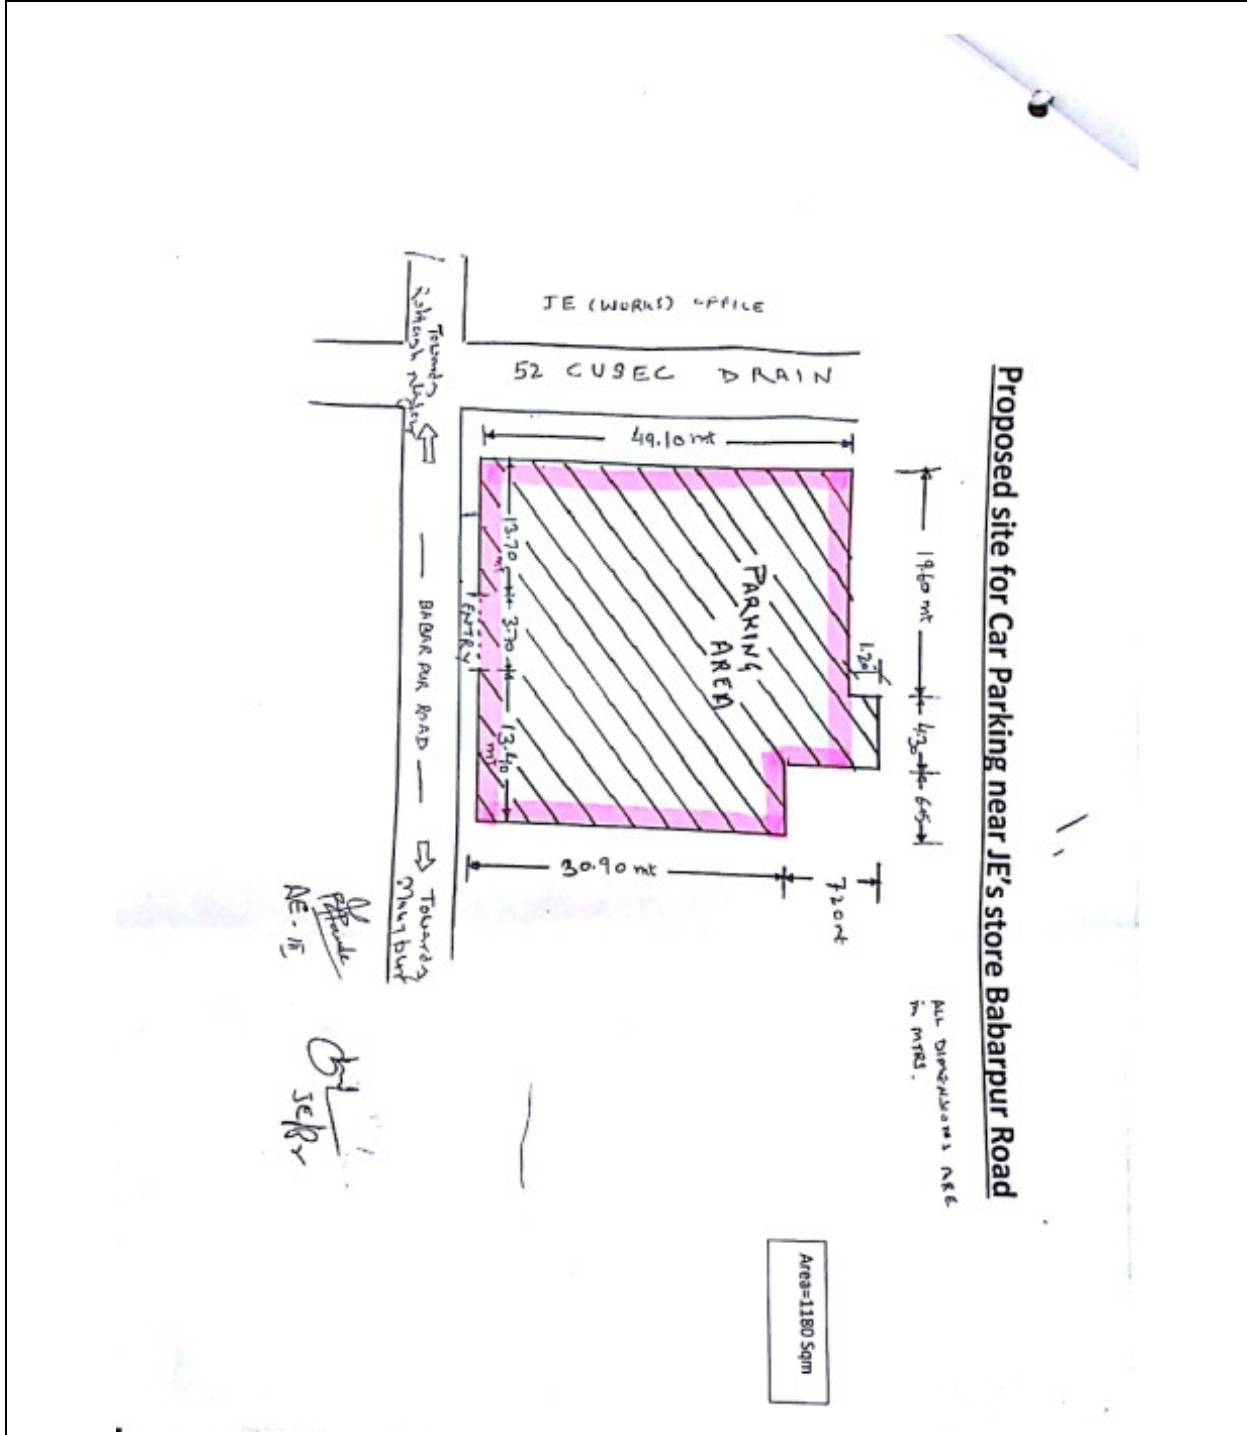 Proposed site for Car Parking near JE's store Babarpur Road
ALL DIMENSIONS ARE
in MTRS.
JE (WORKS) OFFICE
52 CUSEC DRAIN
49.10 mt
19.60 mt
4.30
6.15
1.20
PARKING
AREA
13.70 mt
3.70
13.40 mt
ENTRY
30.90 mt
7.20 mt
Towards
BABAR PUR ROAD
Towards
AE-III
Area=1180 Sqm